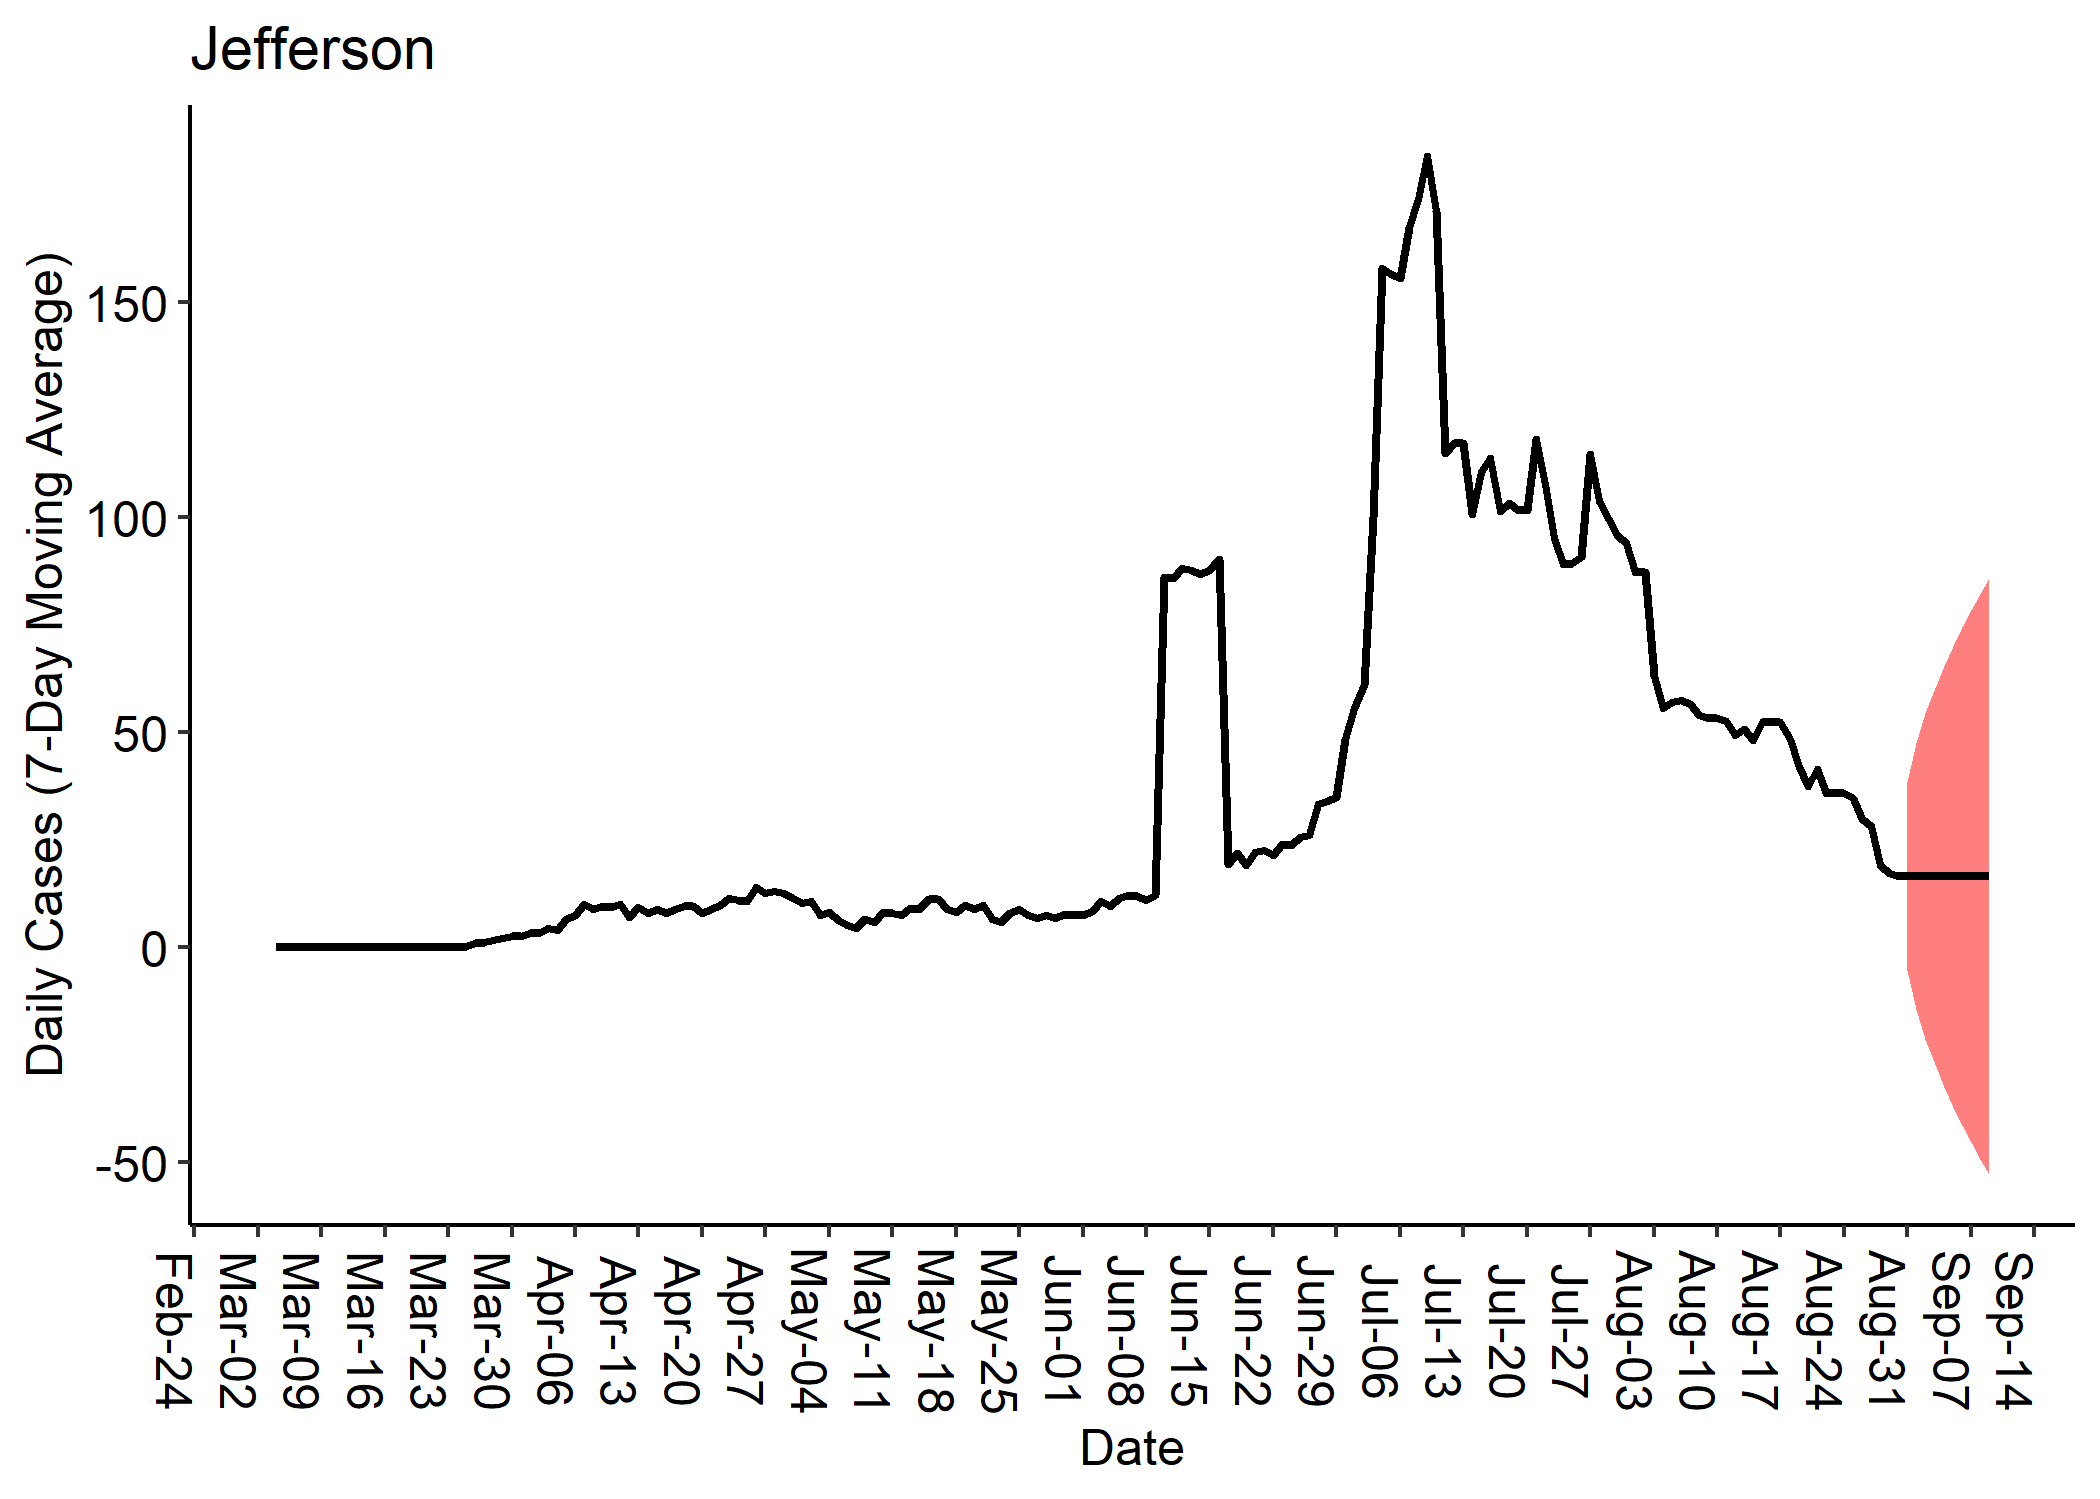 Jefferson
Daily Cases (7-Day Moving Average)
150
100
50
0
-50
Feb-24
Mar-02
Mar-09
Mar-16
Mar-23
Mar-30
Apr-06
Apr-13
Apr-20
Apr-27
May-04
May-11
May-18
May-25
Jun-01
Jun-08
Jun-15
Jun-22
Jun-29
Jul-06
Jul-13
Jul-20
Jul-27
Aug-03
Aug-10
Aug-17
Aug-24
Aug-31
Sep-07
Sep-14
Date